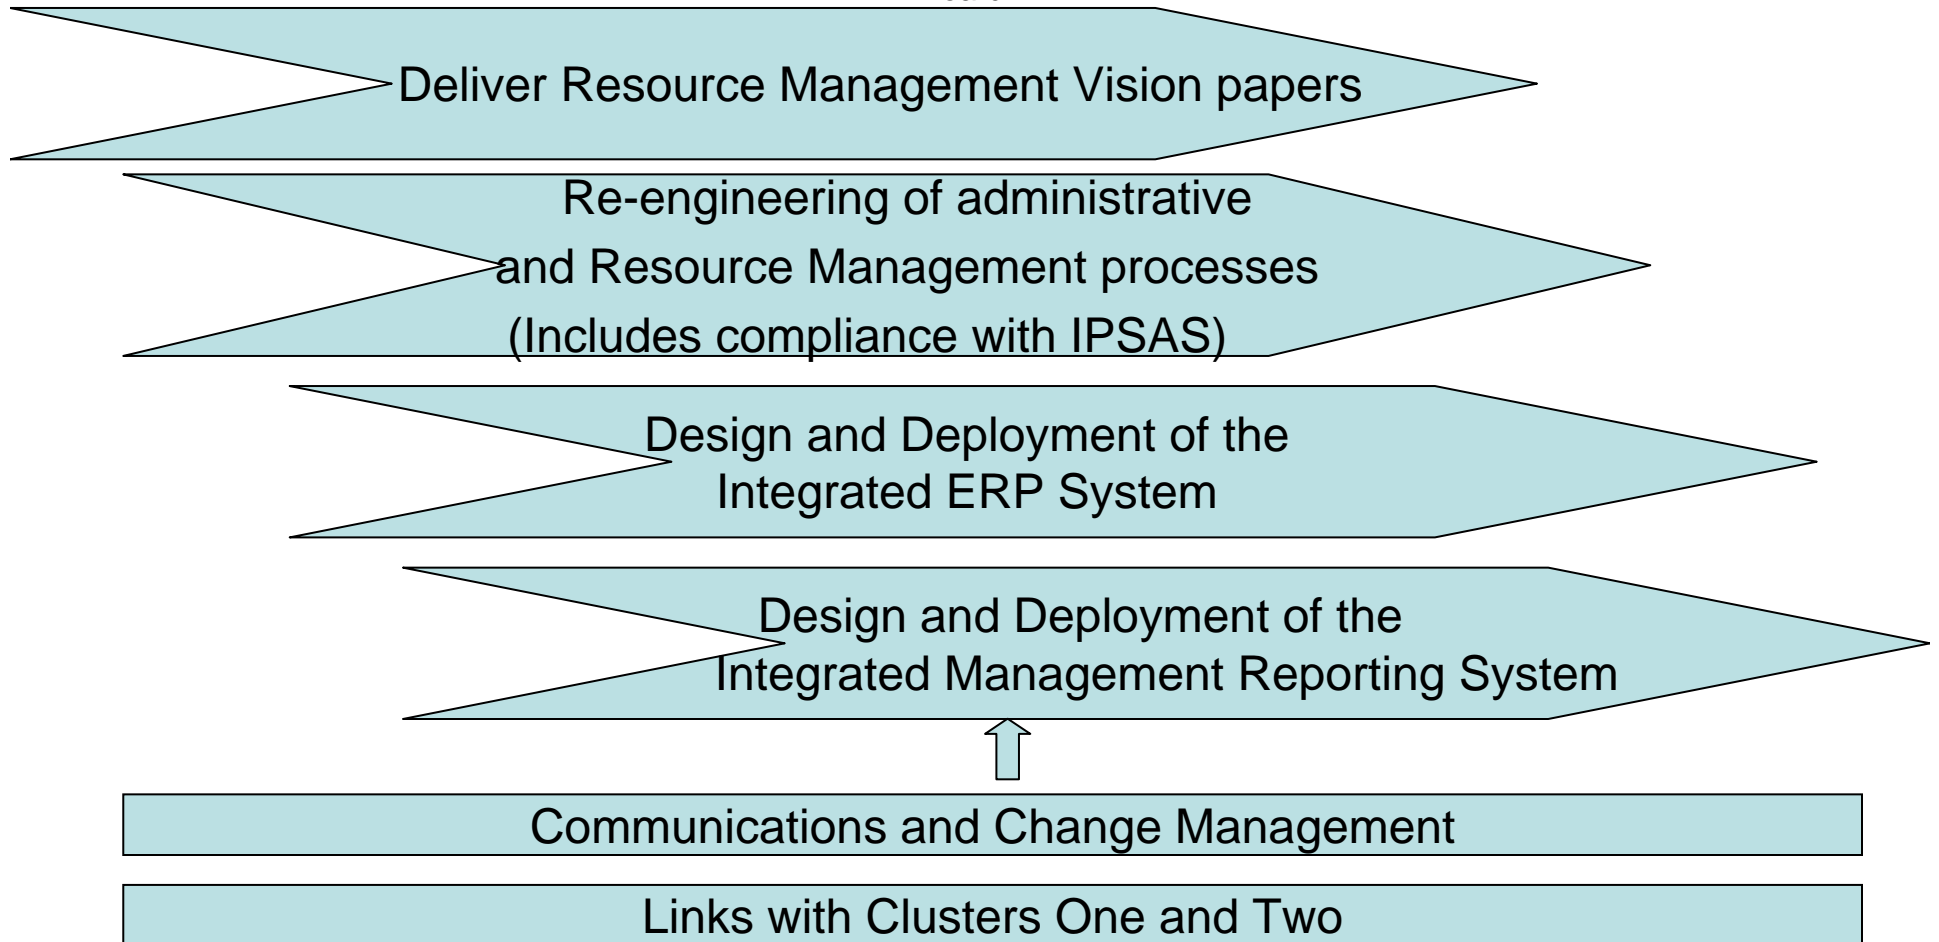 Deliver Resource Management Vision papers
Re-engineering of administrative
and Resource Management processes
(Includes compliance with IPSAS)
Design and Deployment of the
Integrated ERP System
Design and Deployment of the
Integrated Management Reporting System
Communications and Change Management
Links with Clusters One and Two